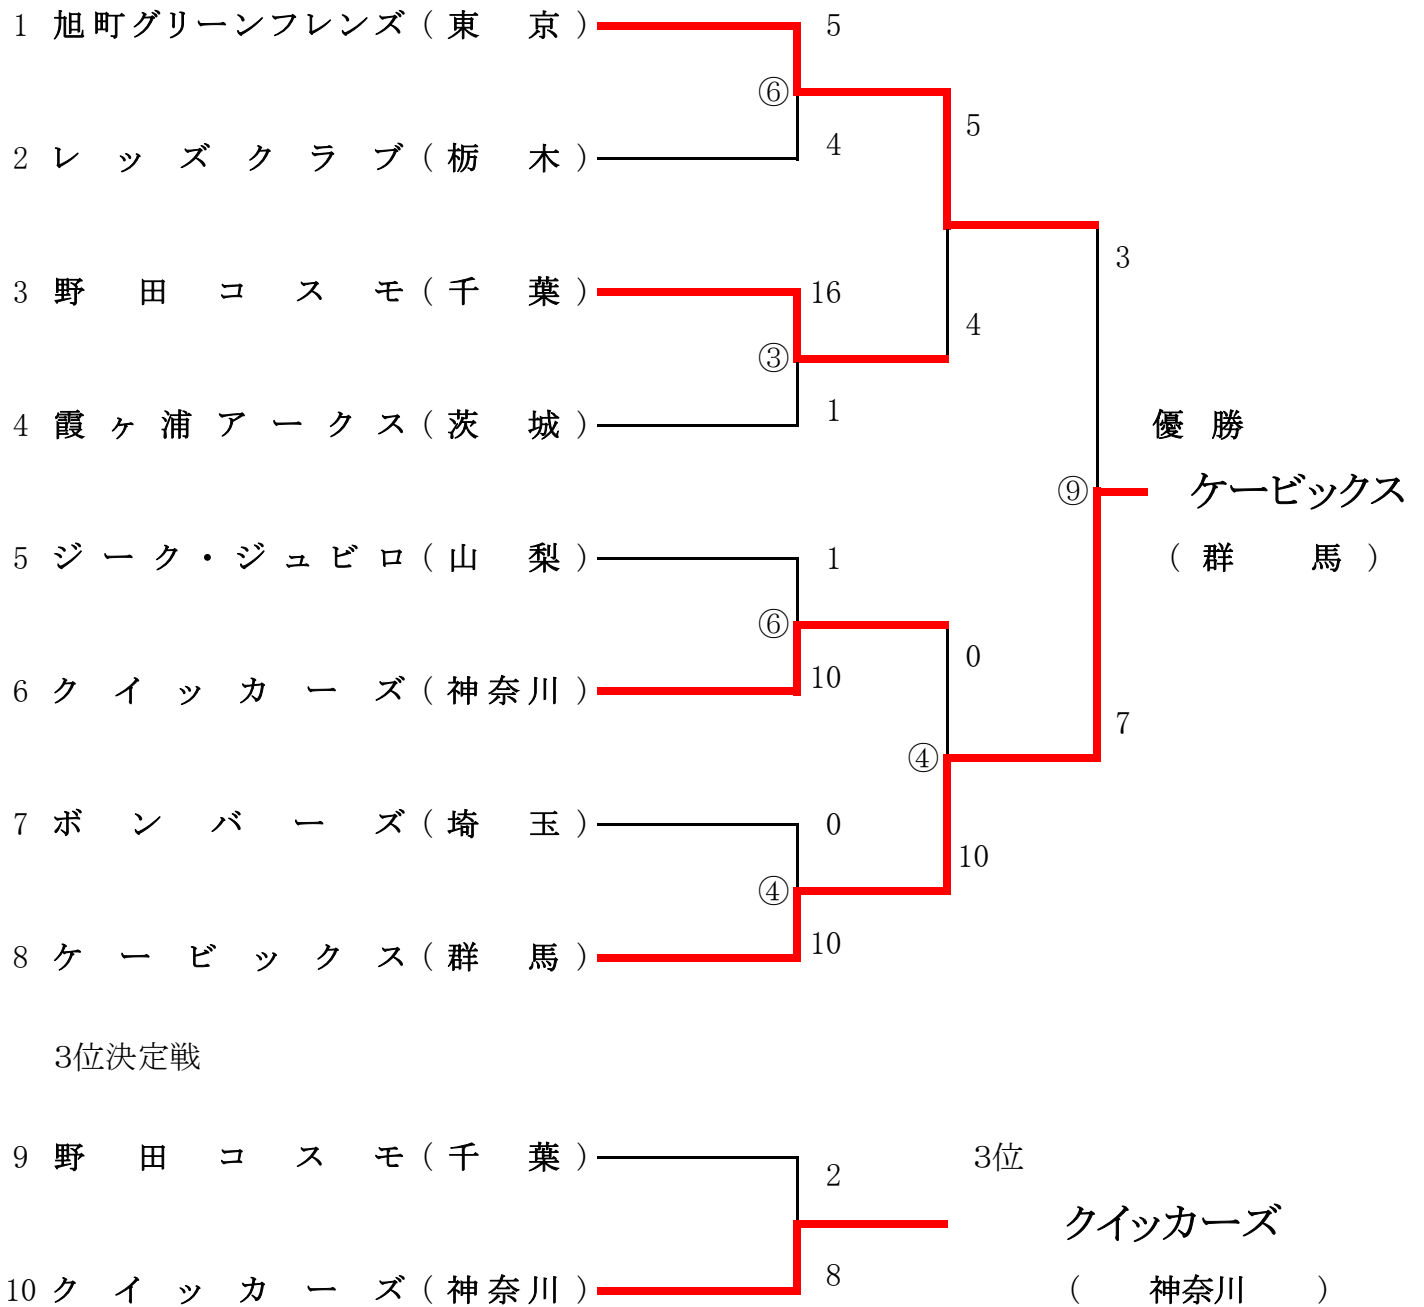 1 旭町グリーンフレンズ(東 京) 5
⑥
5
2 レッズクラブ(栃 木) 4
3
3 野田コスモ(千 葉) 16
4
③
4 霞ヶ浦アークス(茨 城) 1
優 勝
⑨ ケービックス
5 ジーク・ジュビロ(山 梨) 1
(群 馬)
⑥
0
6 クイッカーズ(神奈川) 10
7
④
7 ボンバーズ(埼 玉) 0
10
④
8 ケービックス(群 馬) 10
3位決定戦
9 野田コスモ(千 葉) 2
3位
クイッカーズ
10 クイッカーズ(神奈川) 8
( 神奈川 )